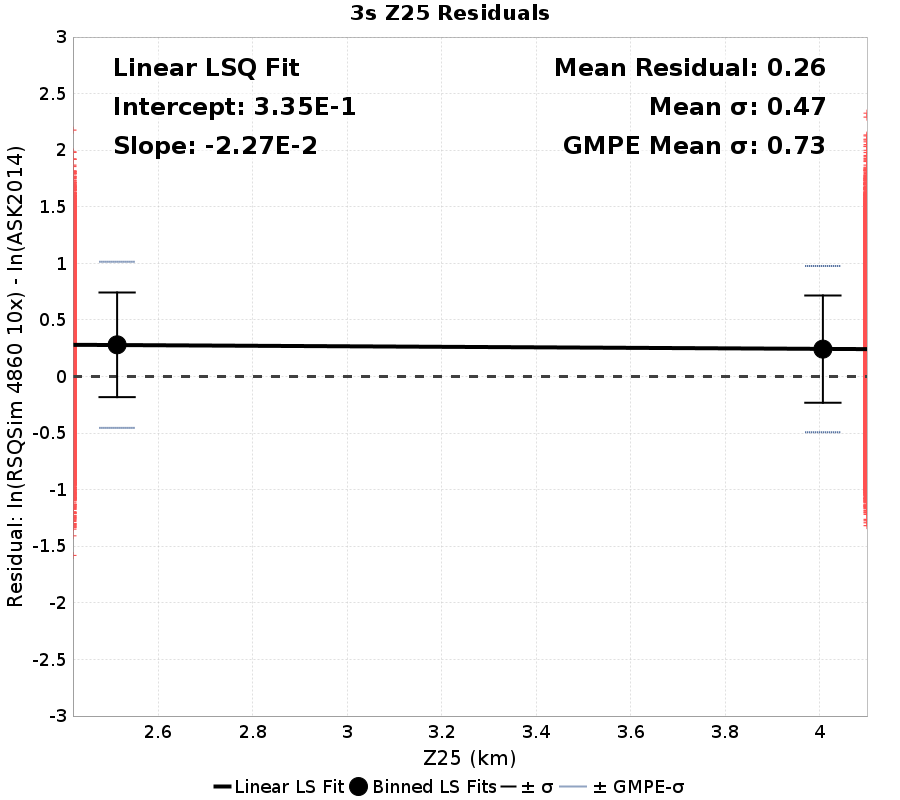 3s Z25 Residuals
Linear LSQ Fit
Intercept: 3.35E-1
Slope: -2.27E-2
Mean Residual: 0.26
Mean σ: 0.47
GMPE Mean σ: 0.73
Residual: ln(RSQSim 4860 10x) - ln(ASK2014)
3
2.5
2
1.5
1
0.5
0
-0.5
-1
-1.5
-2
-2.5
-3
2.6 2.8 3 3.2 3.4 3.6 3.8 4
Z25 (km)
Linear LS Fit Binned LS Fits ± σ ± GMPE-σ